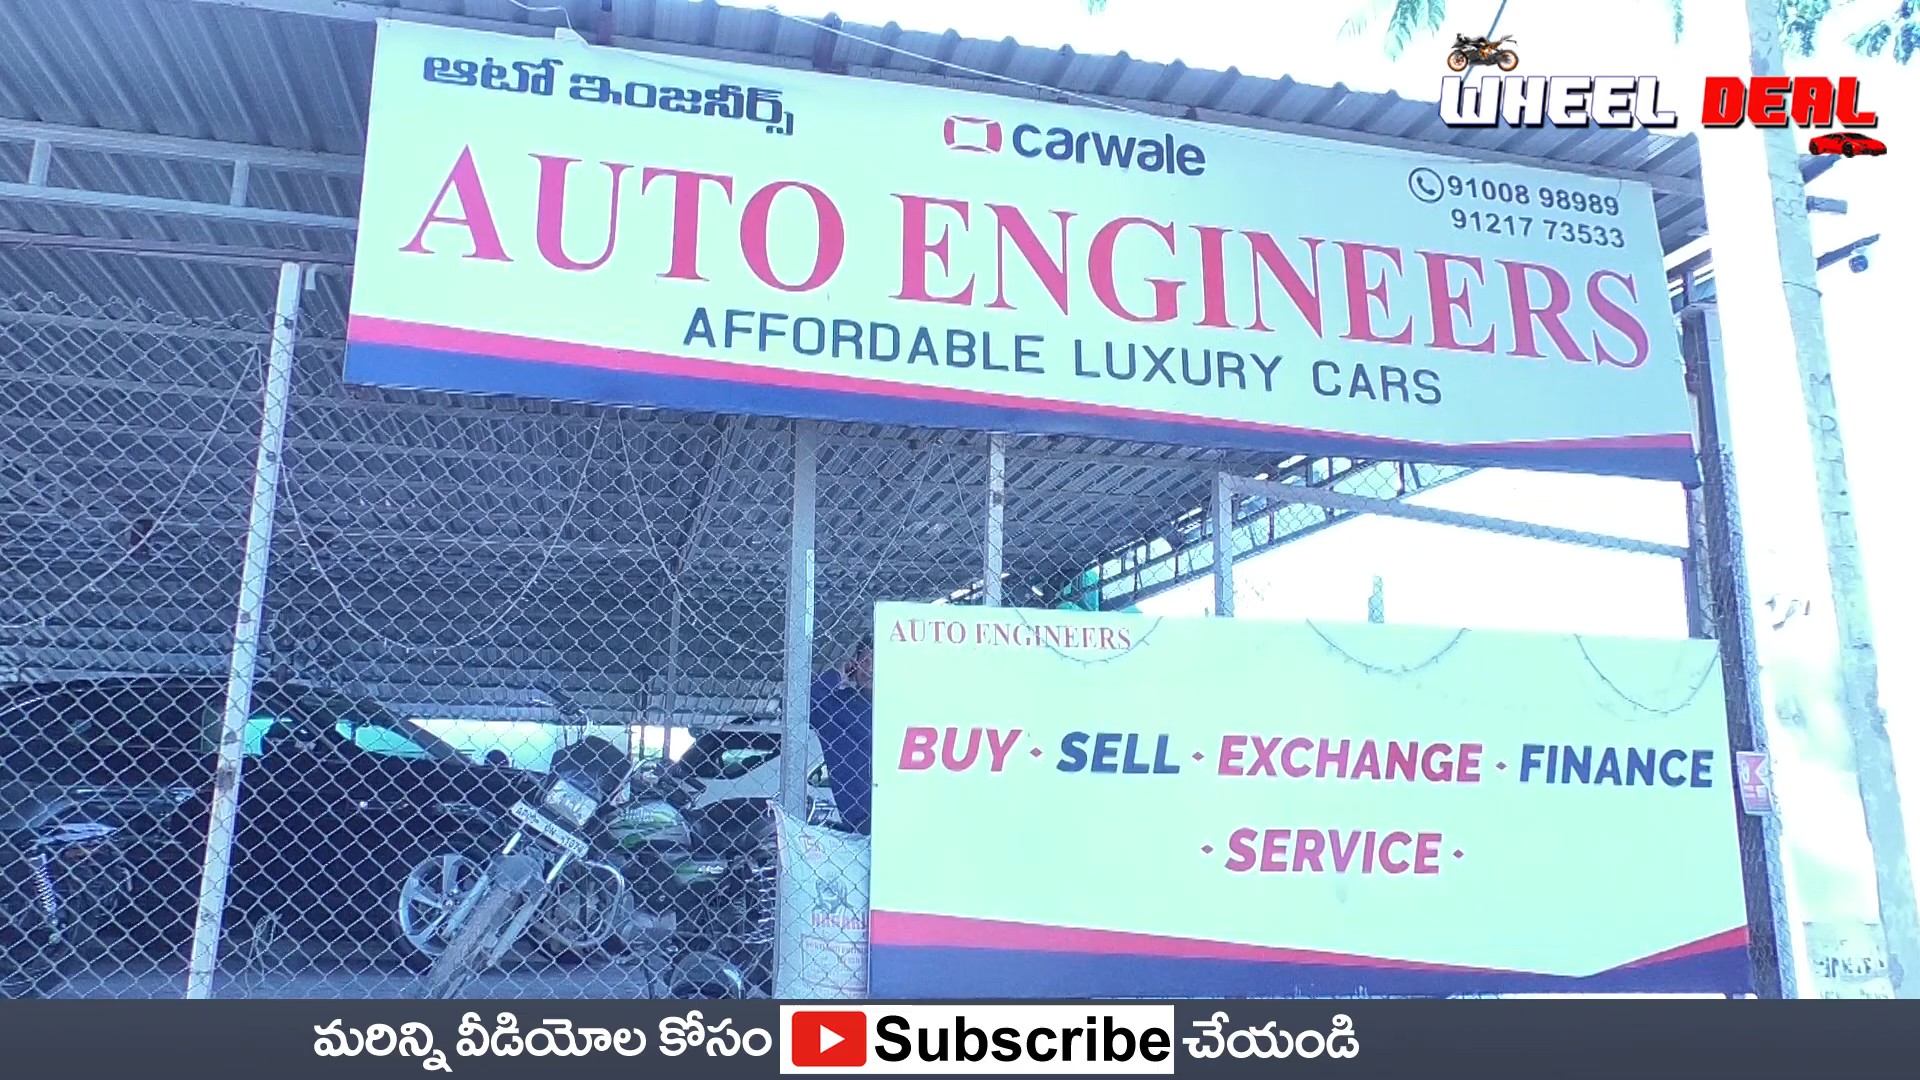 WHEEL DEAL
ఆటో ఇంజనీర్స్
carwale
91008 98989
91217 73533
AUTO ENGINEERS
AFFORDABLE LUXURY CARS
AUTO ENGINEERS
BUY · SELL · EXCHANGE · FINANCE
· SERVICE ·
మరిన్ని వీడియోల కోసం Subscribe చేయండి